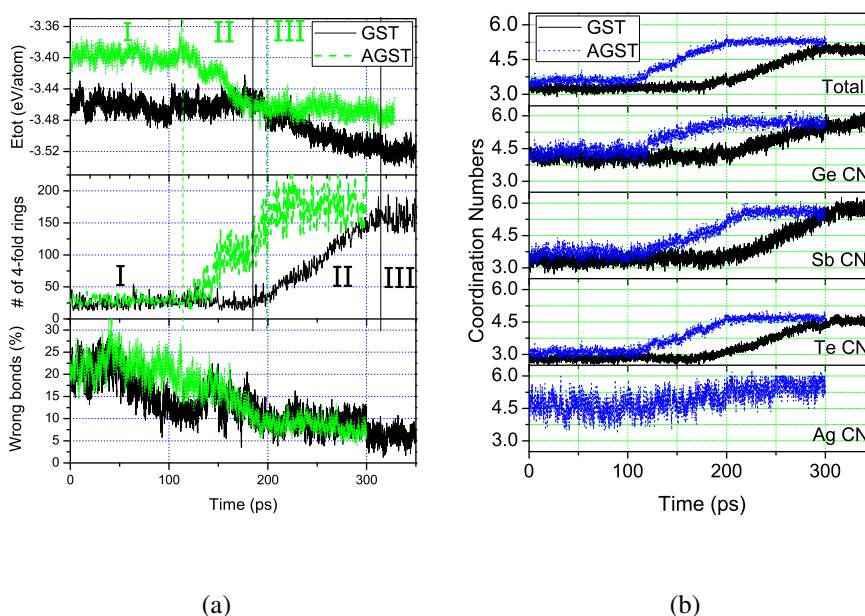 GST
AGST
I
II
III
-3.36
-3.40
-3.44
-3.48
-3.52
Etot (eV/atom)
200
150
100
50
0
# of 4-fold rings
I
II
III
30
25
20
15
10
5
0
Wrong bonds (%)
0
100
200
300
Time (ps)
(a)
GST
AGST
6.0
4.5
3.0
Total
6.0
4.5
3.0
Ge CN
6.0
4.5
3.0
Sb CN
6.0
4.5
3.0
Te CN
6.0
4.5
3.0
Ag CN
Coordination Numbers
0
100
200
300
Time (ps)
(b)